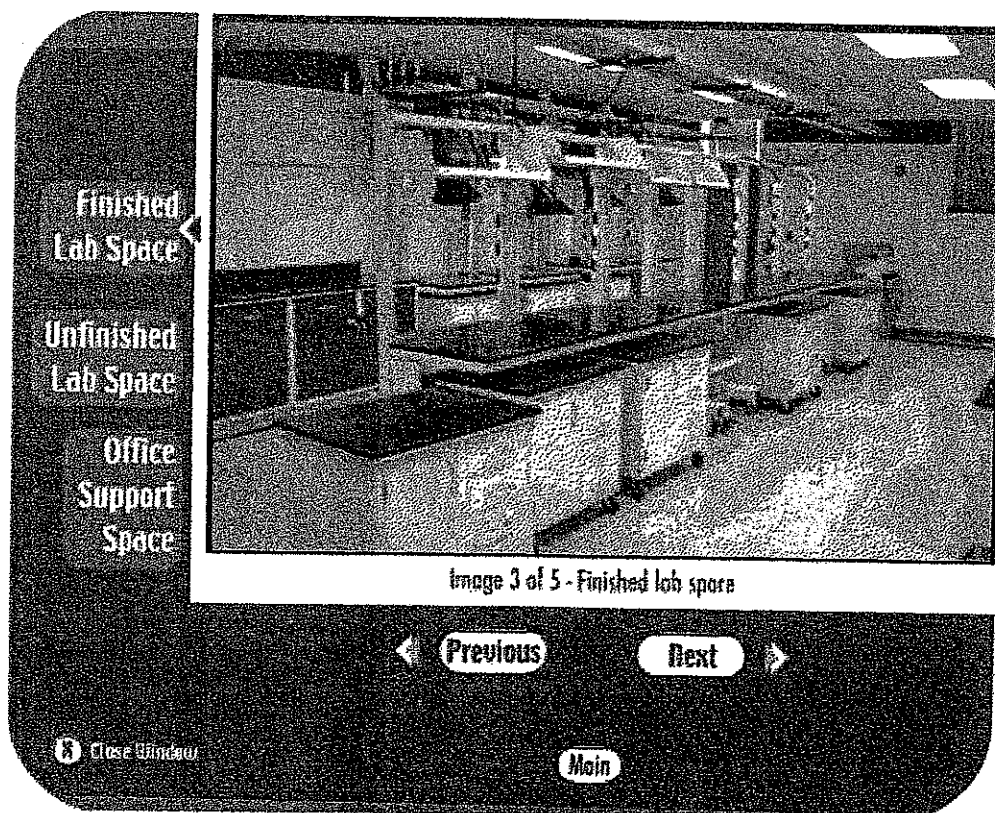 Finished
Lab Space
Unfinished
Lab Space
Office
Support
Space
Image 3 of 5 - Finished lab space
Previous
Next
X Close Window
Main